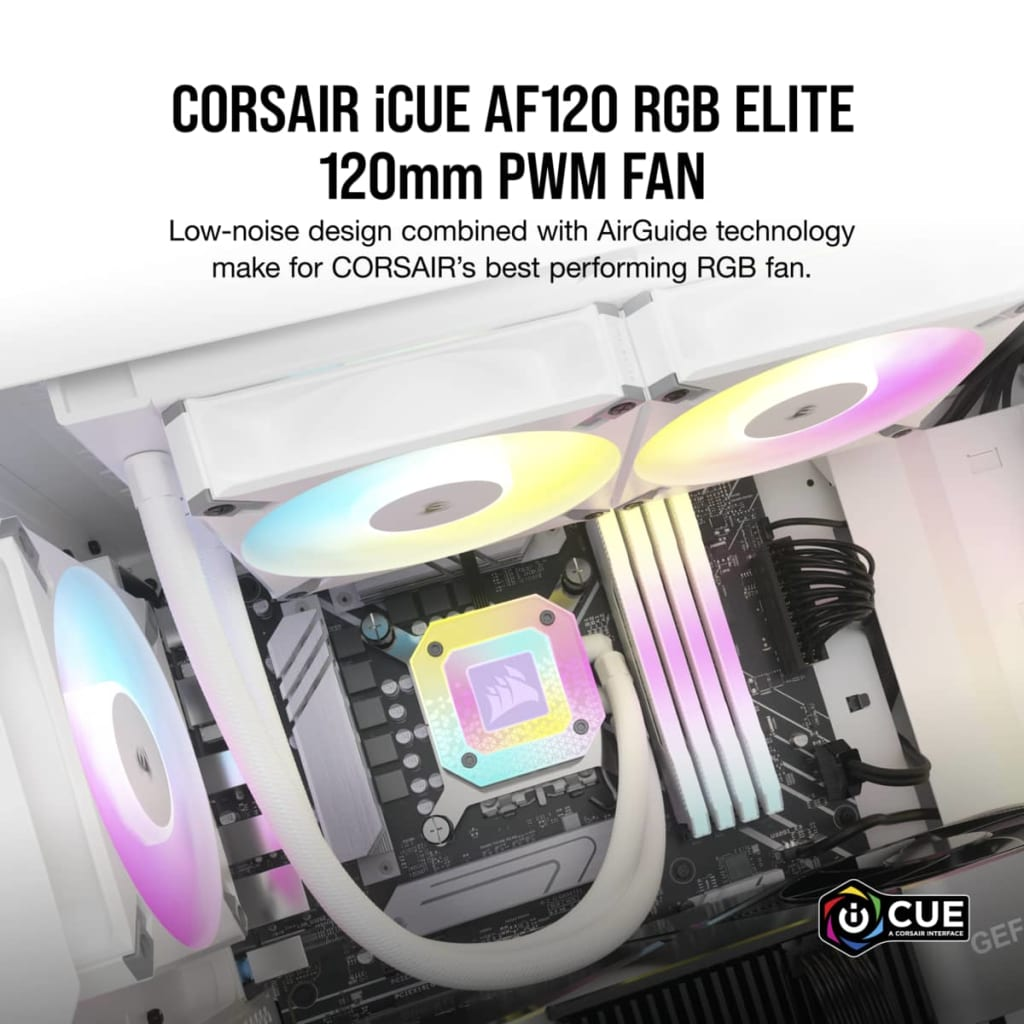 CORSAIR iCUE AF120 RGB ELITE
120mm PWM FAN
Low-noise design combined with AirGuide technology
make for CORSAIR's best performing RGB fan.
iCUE
A CORSAIR INTERFACE
GEF